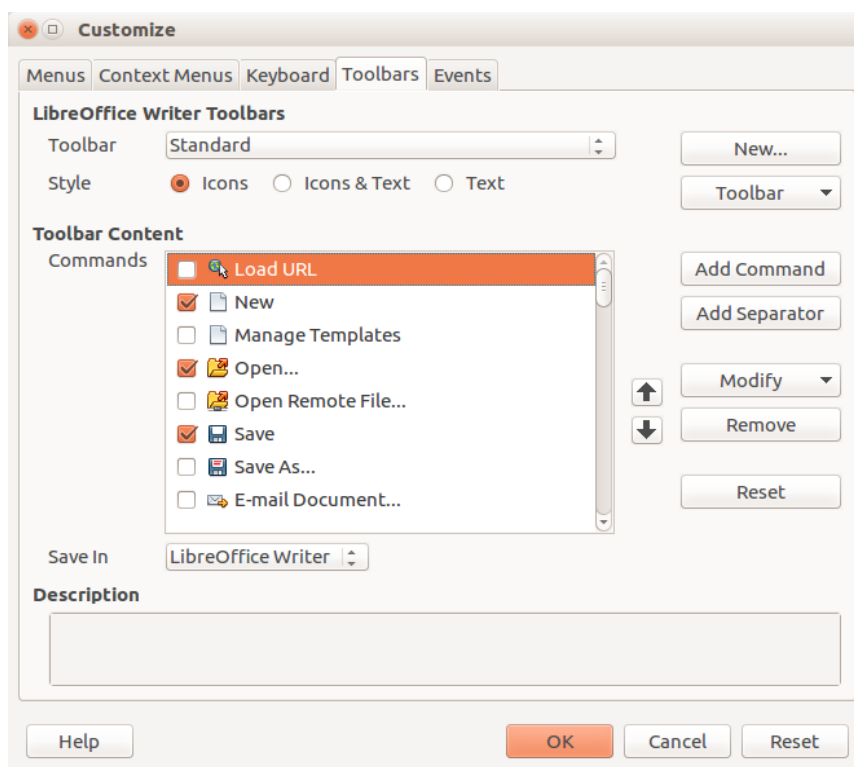 Customize
Menus Context Menus Keyboard Toolbars Events
LibreOffice Writer Toolbars
Toolbar Standard New...
Style Icons Icons & Text Text Toolbar
Toolbar Content
Commands Load URL Add Command
New
Manage Templates Add Separator
Open...
Open Remote File... Modify
Save Remove
Save As...
E-mail Document... Reset
Save In LibreOffice Writer
Description
Help OK Cancel Reset